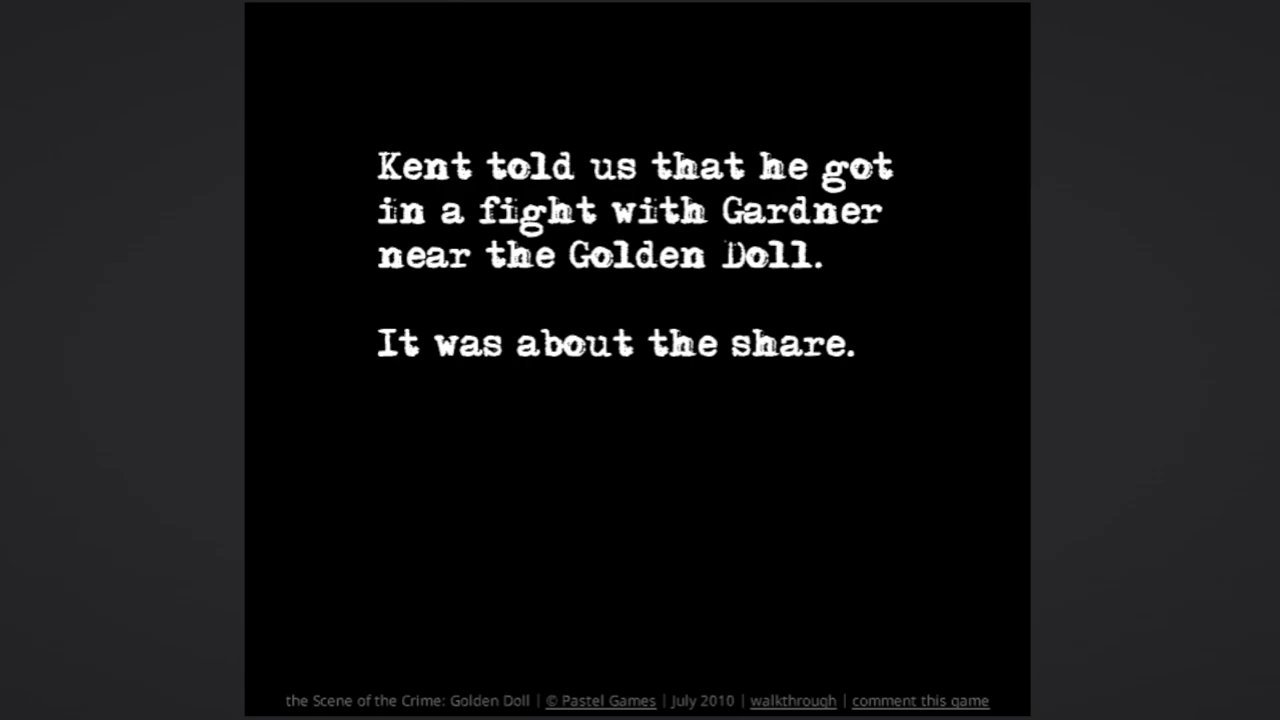 Kent told us that he got
in a fight with Gardner
near the Golden Doll.
It was about the share.
the Scene of the Crime: Golden Doll | © Pastel Games | July 2010 | walkthrough | comment this game